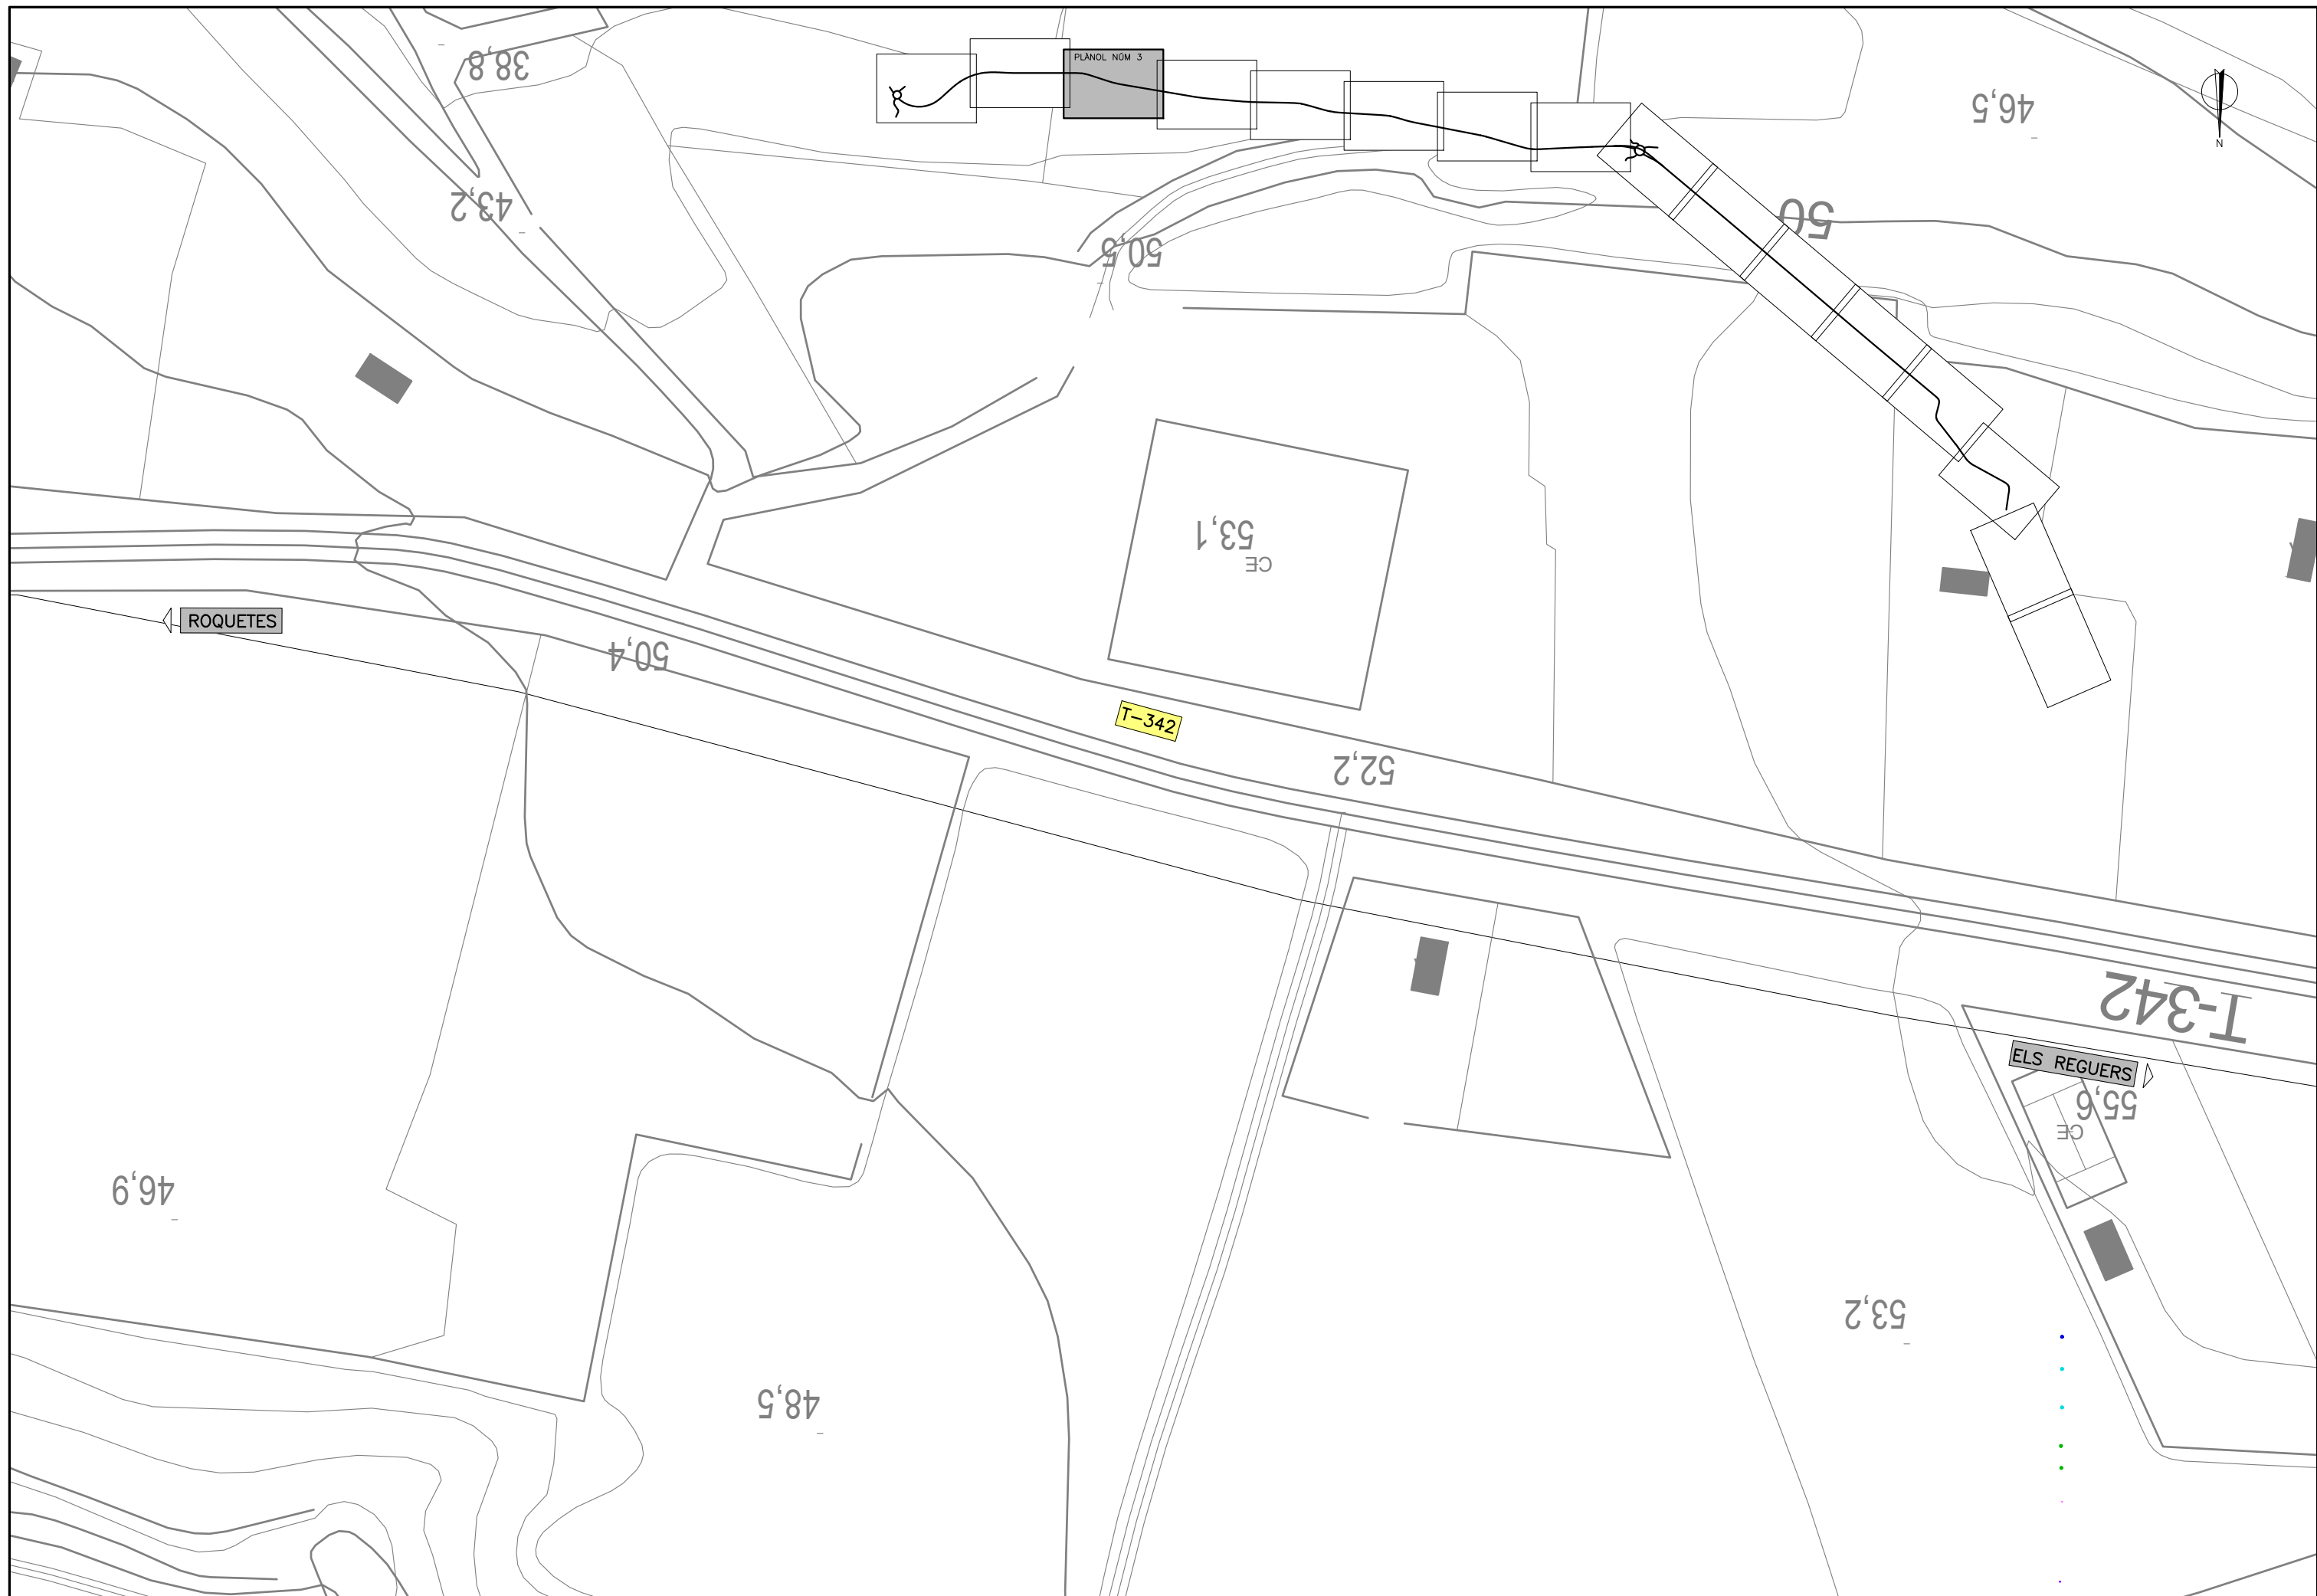 38,8
PLÀNOL NÚM 3
46,5
N
43,2
50
50,5
53,1
CE
ROQUETES
50,4
T-342
52,2
T-342
ELS REGUERS
55,6
CE
46,9
53,2
48,5